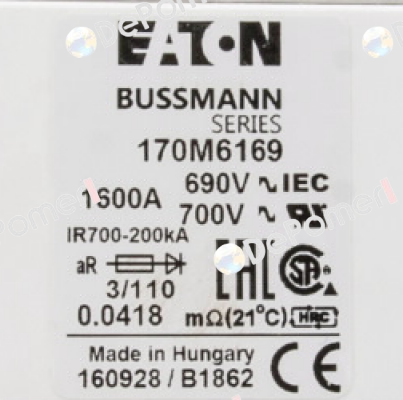 EATON
BUSSMANN
SERIES
170M6169
1600A 690V ∿ IEC
700V ∿
IR700-200kA
aR
3/110
0.0418 mΩ(21°C) HRC
Made in Hungary
160928 / B1862